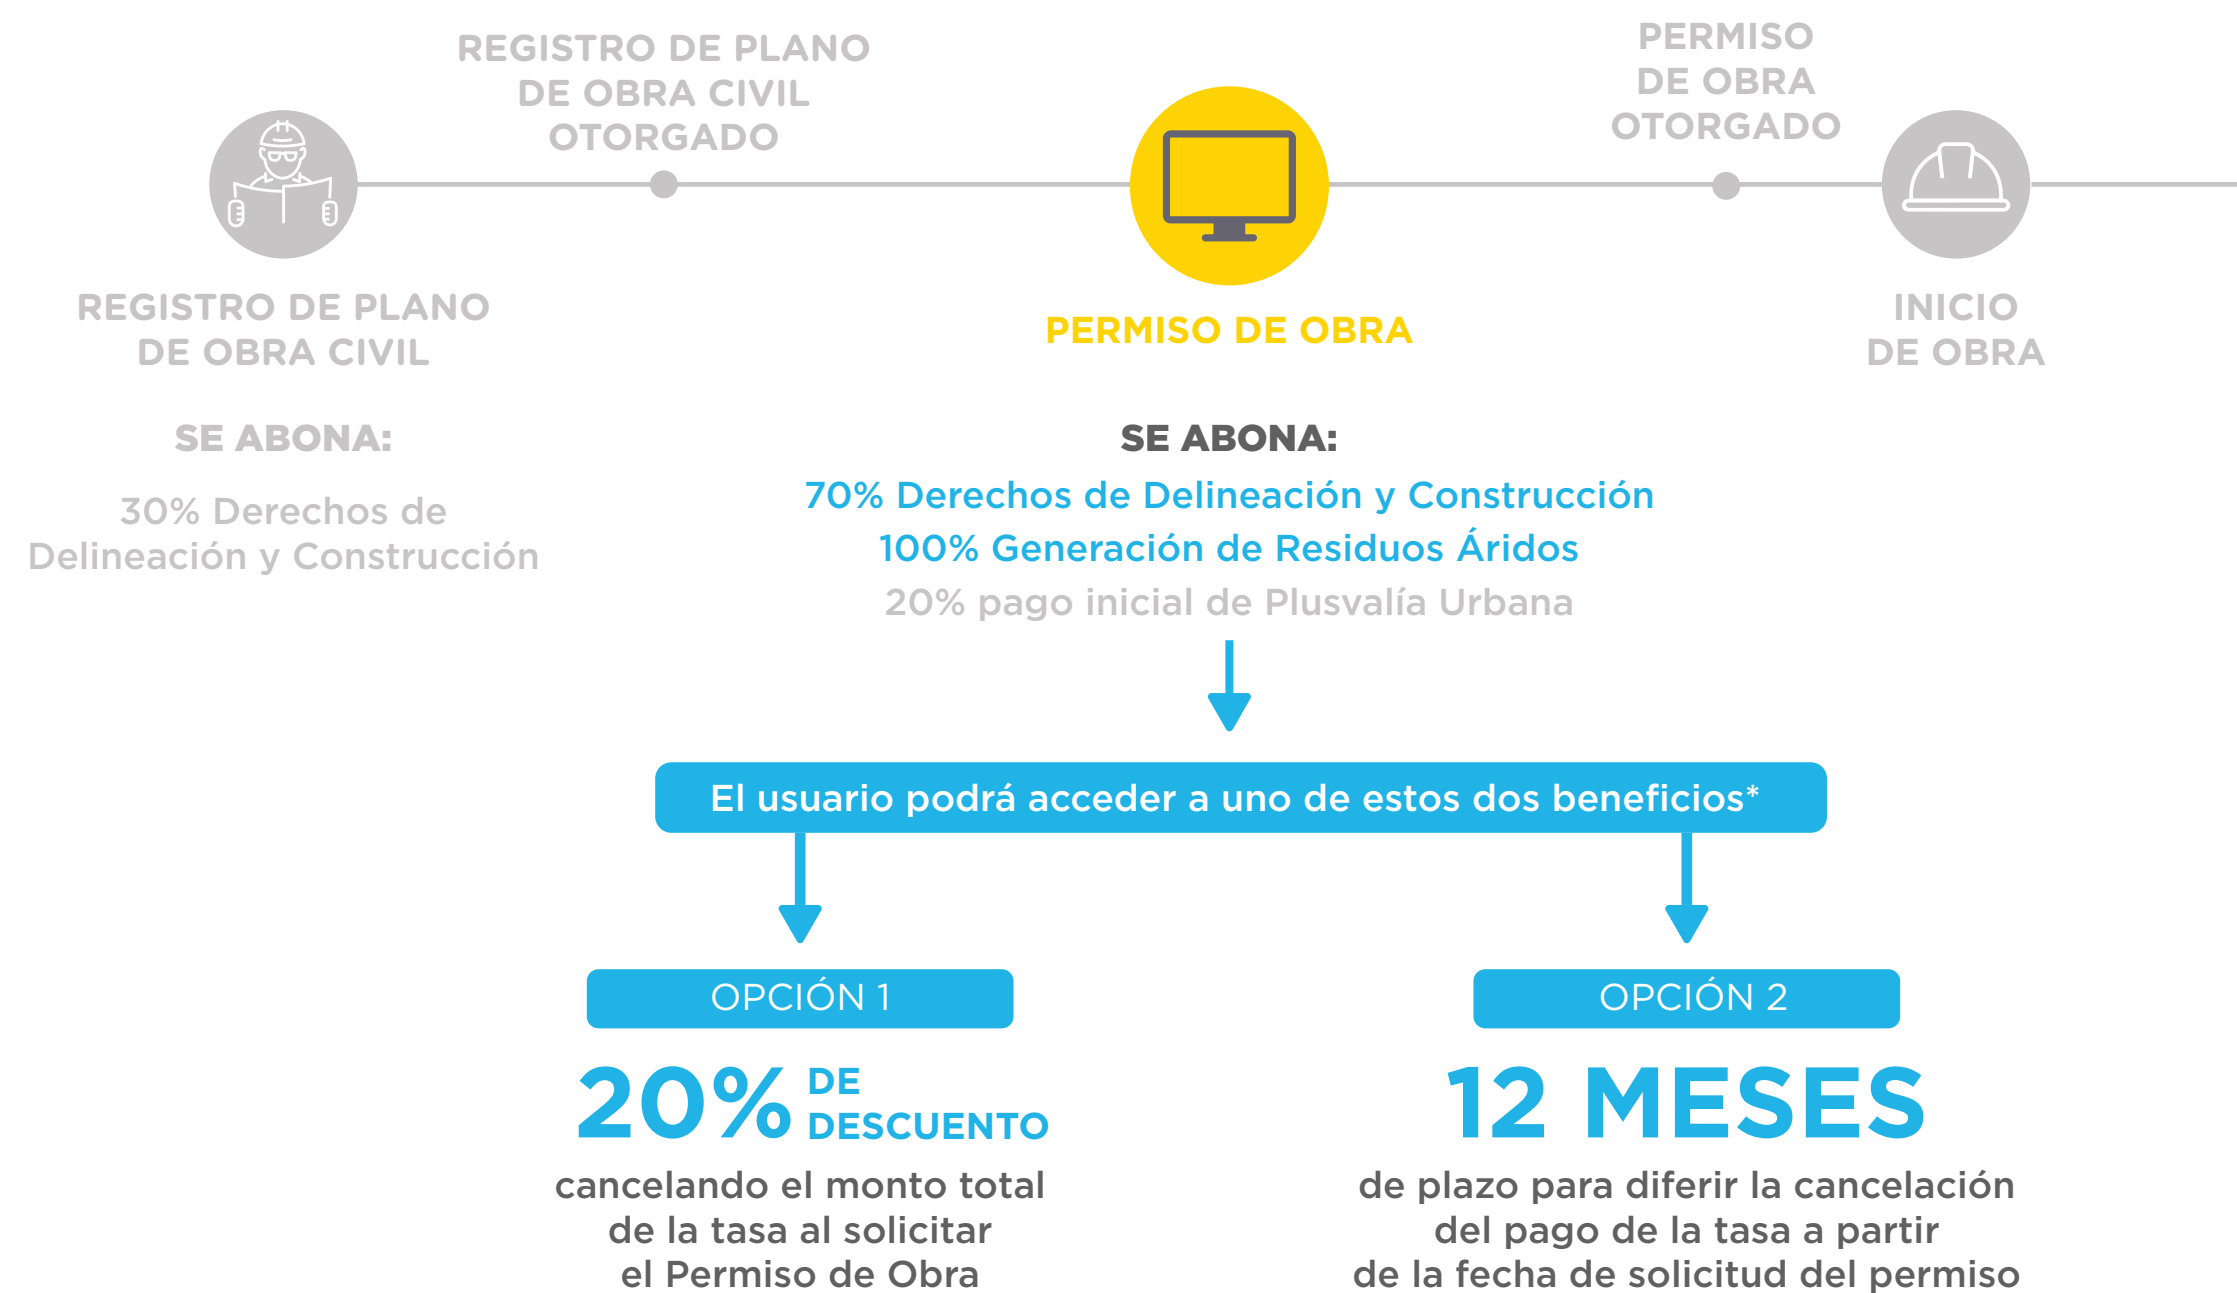 REGISTRO DE PLANO
DE OBRA CIVIL
OTORGADO
PERMISO
DE OBRA
OTORGADO
REGISTRO DE PLANO
DE OBRA CIVIL
PERMISO DE OBRA
INICIO
DE OBRA
SE ABONA:
30% Derechos de
Delineación y Construcción
SE ABONA:
70% Derechos de Delineación y Construcción
100% Generación de Residuos Áridos
20% pago inicial de Plusvalía Urbana
El usuario podrá acceder a uno de estos dos beneficios*
OPCIÓN 1
20% DE
DESCUENTO
cancelando el monto total
de la tasa al solicitar
el Permiso de Obra
OPCIÓN 2
12 MESES
de plazo para diferir la cancelación
del pago de la tasa a partir
de la fecha de solicitud del permiso